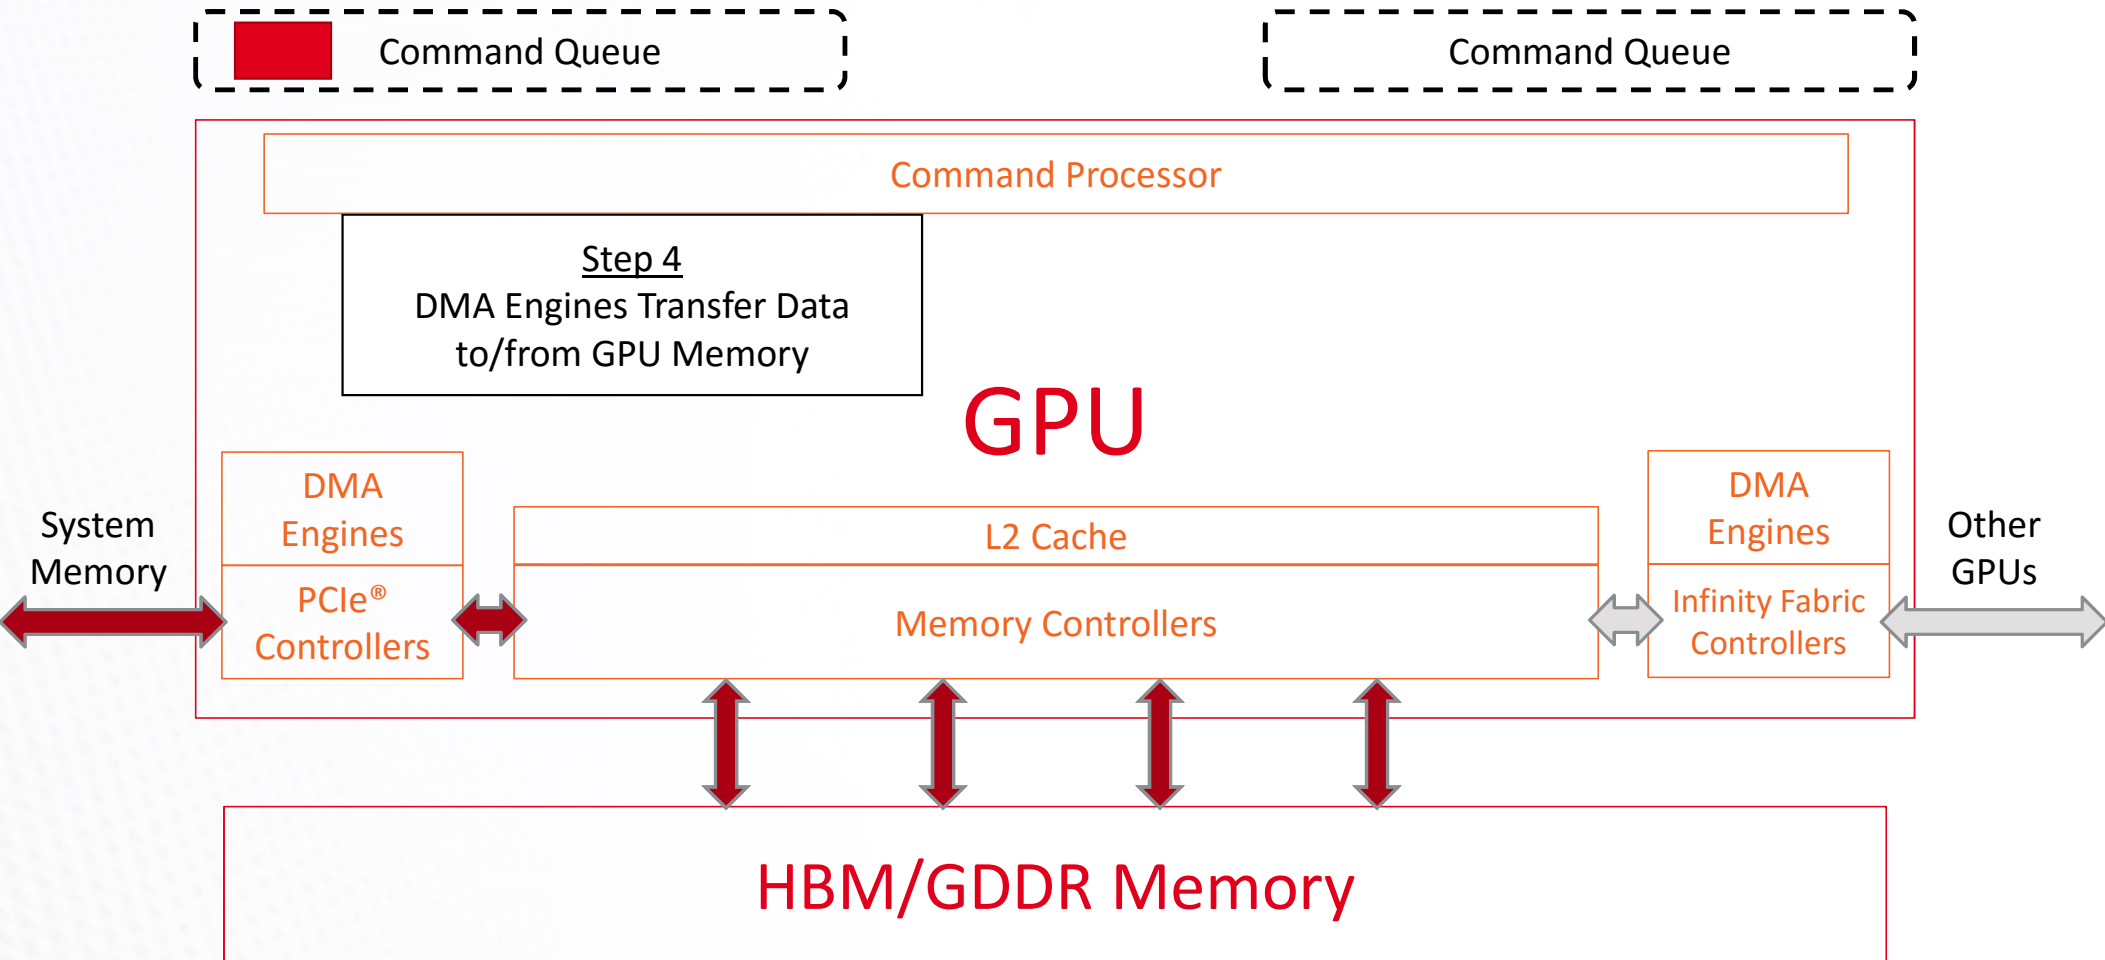 Command Queue
Command Queue
Command Processor
Step 4
DMA Engines Transfer Data
to/from GPU Memory
GPU
System
Memory
DMA
Engines
PCIe®
Controllers
L2 Cache
Memory Controllers
DMA
Engines
Infinity Fabric
Controllers
Other
GPUs
HBM/GDDR Memory